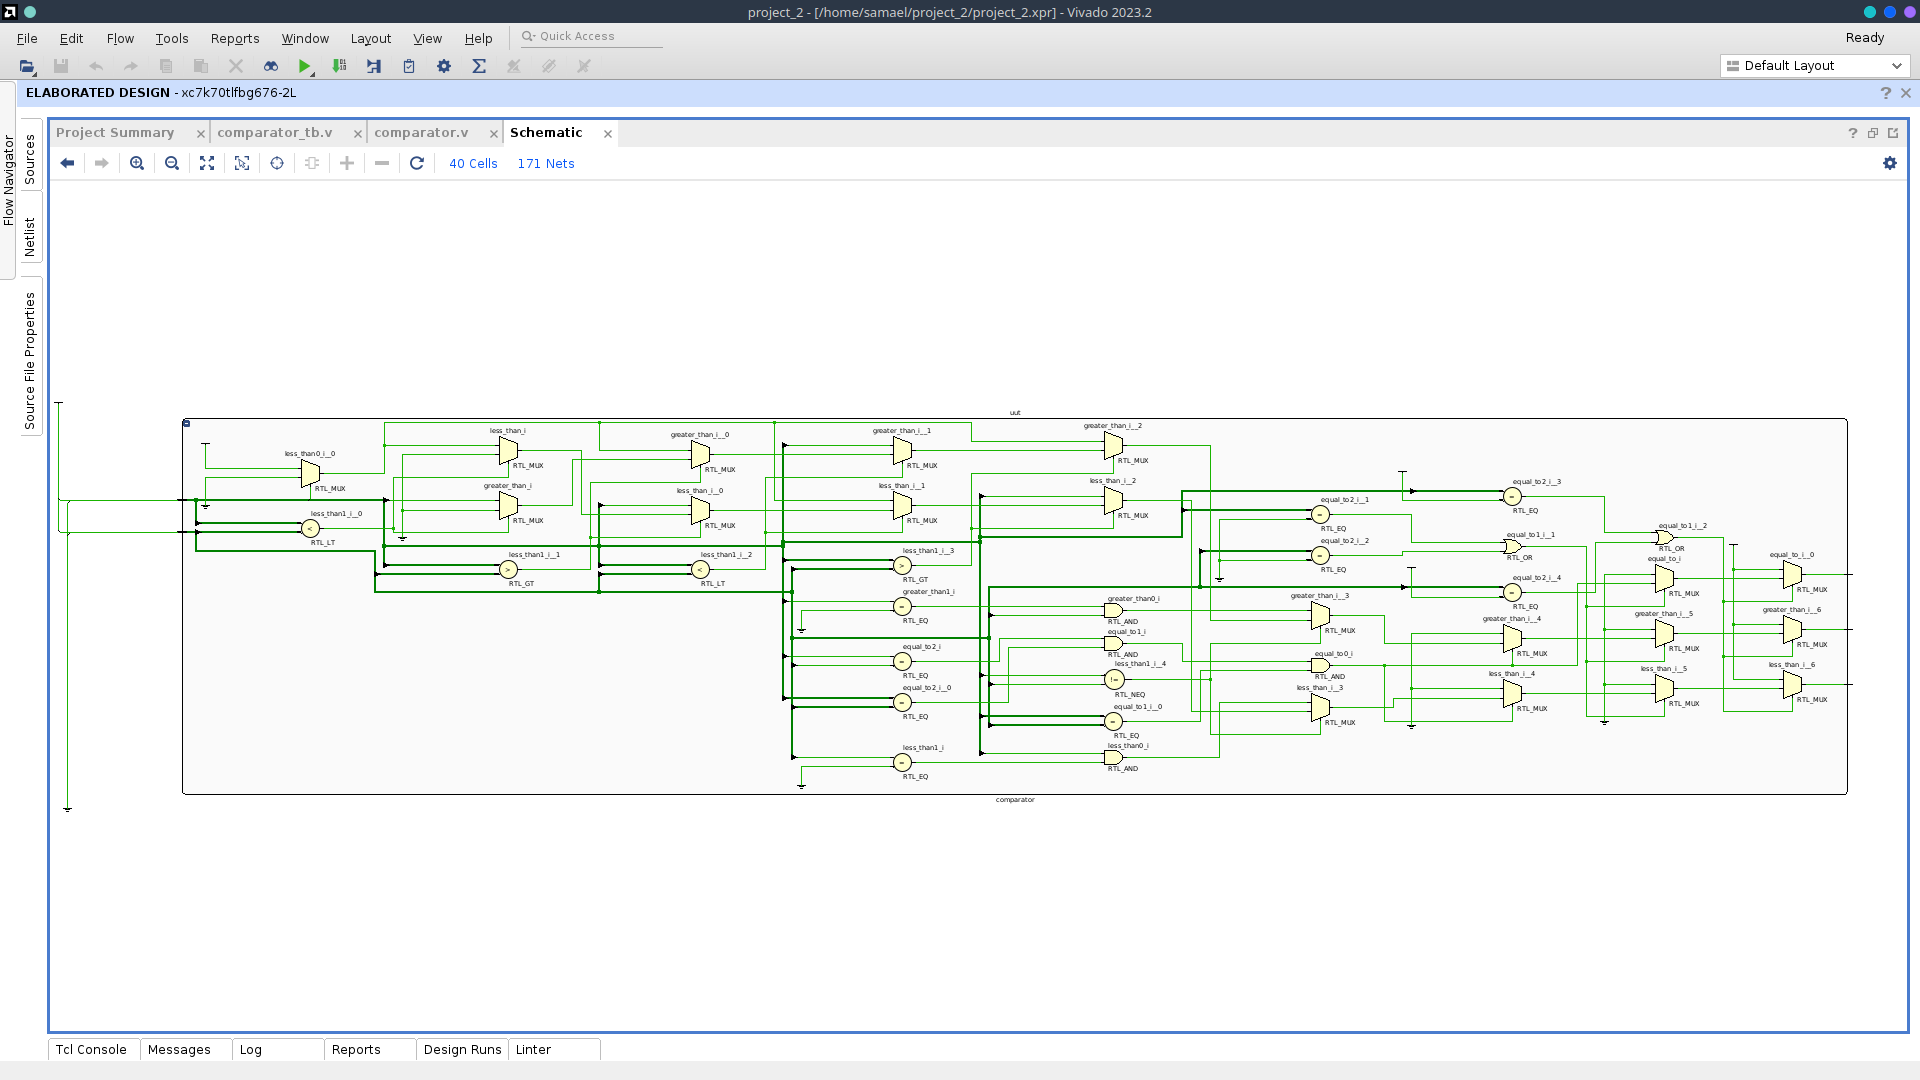 project_2 - [/home/samael/project_2/project_2.xpr] - Vivado 2023.2
File Edit Flow Tools Reports Window Layout View Help Quick Access Ready
Default Layout
ELABORATED DESIGN - xc7k70tlfbg676-2L
Flow Navigator
Sources
Netlist
Source File Properties
Project Summary comparator_tb.v comparator.v Schematic
40 Cells 171 Nets
uut
less_than0_i__0
RTL_MUX
less_than1_i__0
<
RTL_LT
less_than_i
RTL_MUX
greater_than_i
RTL_MUX
less_than1_i__1
>
RTL_GT
greater_than_i__0
RTL_MUX
less_than_i__0
RTL_MUX
less_than1_i__2
<
RTL_LT
greater_than_i__1
RTL_MUX
less_than_i__1
RTL_MUX
less_than1_i__3
>
RTL_GT
greater_than1_i
=
RTL_EQ
equal_to2_i
=
RTL_EQ
equal_to2_i__0
=
RTL_EQ
less_than1_i
=
RTL_EQ
greater_than_i__2
RTL_MUX
less_than_i__2
RTL_MUX
greater_than0_i
RTL_AND
equal_to1_i
RTL_AND
less_than1_i__4
!=
RTL_NEQ
equal_to1_i__0
=
RTL_EQ
less_than0_i
RTL_AND
equal_to2_i__1
=
RTL_EQ
equal_to2_i__2
=
RTL_EQ
greater_than_i__3
RTL_MUX
equal_to0_i
RTL_AND
less_than_i__3
RTL_MUX
equal_to2_i__3
=
RTL_EQ
equal_to1_i__1
RTL_OR
equal_to2_i__4
=
RTL_EQ
greater_than_i__4
RTL_MUX
less_than_i__4
RTL_MUX
equal_to1_i__2
RTL_OR
equal_to_i
RTL_MUX
greater_than_i__5
RTL_MUX
less_than_i__5
RTL_MUX
equal_to_i__0
RTL_MUX
greater_than_i__6
RTL_MUX
less_than_i__6
RTL_MUX
comparator
Tcl Console Messages Log Reports Design Runs Linter